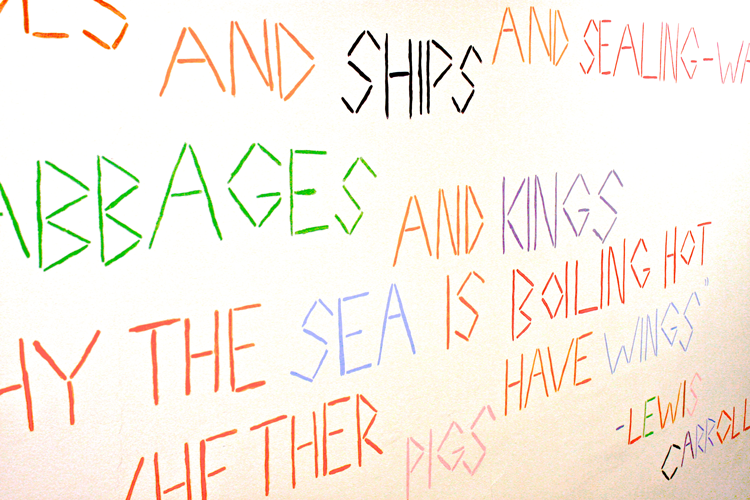 AND SHIPS AND SEALING-WA
ABBAGES AND KINGS
HY THE SEA IS BOILING HOT
HETHER PIGS HAVE WINGS"
-LEWIS
CARROLL